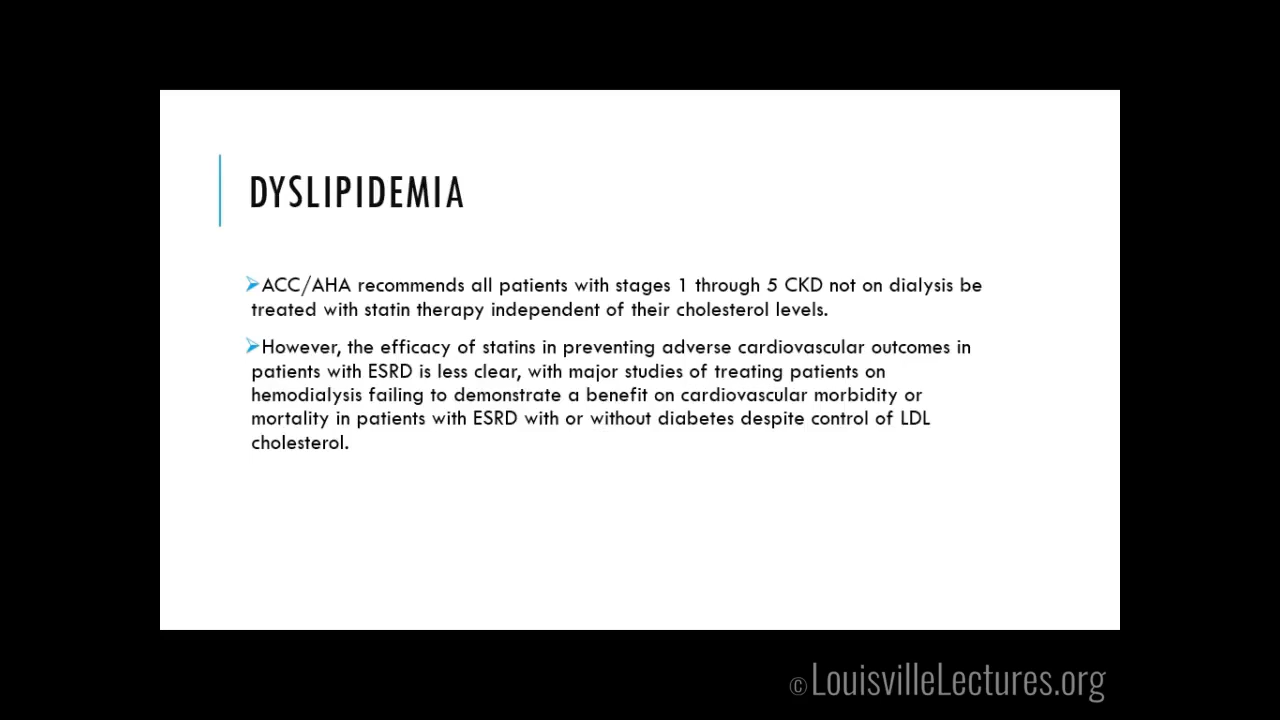 DYSLIPIDEMIA
➢ACC/AHA recommends all patients with stages 1 through 5 CKD not on dialysis be
treated with statin therapy independent of their cholesterol levels.
➢However, the efficacy of statins in preventing adverse cardiovascular outcomes in
patients with ESRD is less clear, with major studies of treating patients on
hemodialysis failing to demonstrate a benefit on cardiovascular morbidity or
mortality in patients with ESRD with or without diabetes despite control of LDL
cholesterol.
© LouisvilleLectures.org